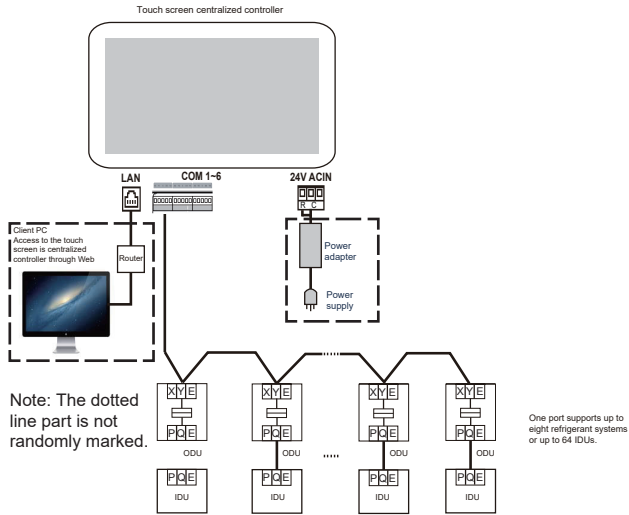 Touch screen centralized controller
LAN
COM 1~6
24V ACIN
00000 00000 00000
R C
Client PC
Access to the touch
screen is centralized
controller through Web
Router
Power
adapter
Power
supply
Note: The dotted
line part is not
randomly marked.
X Y E
X Y E
X Y E
X Y E
P Q E
P Q E
P Q E
P Q E
ODU
ODU
ODU
ODU
P Q E
P Q E
P Q E
P Q E
IDU
IDU
IDU
IDU
One port supports up to
eight refrigerant systems
or up to 64 IDUs.